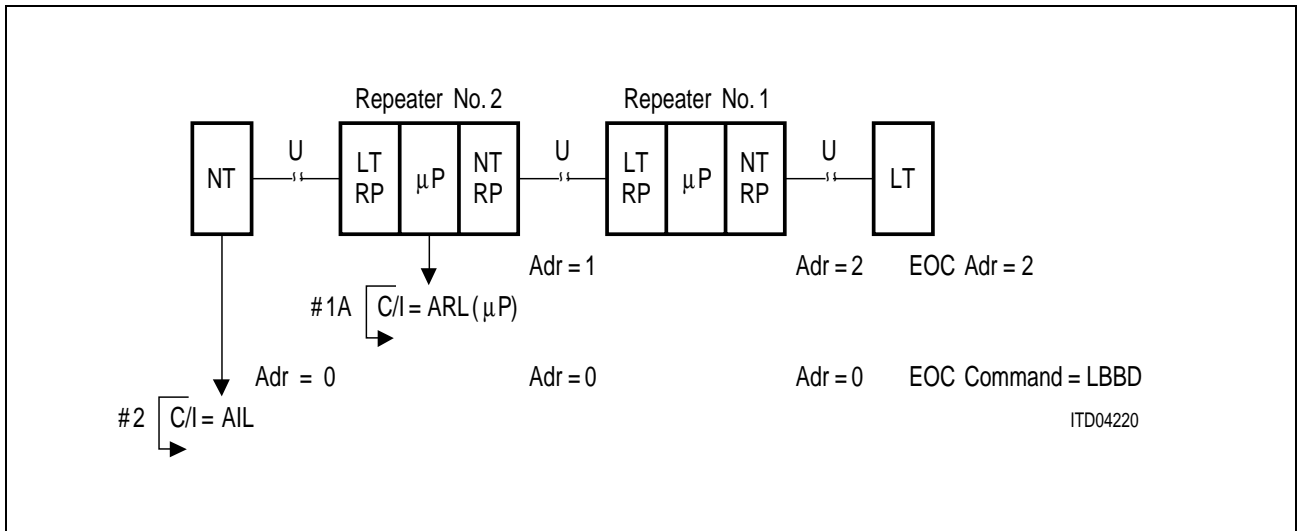 Repeater No. 2 Repeater No. 1
NT U LT RP µP NT RP U LT RP µP NT RP U LT
Adr = 1 Adr = 2 EOC Adr = 2
#1A C/I = ARL (µP)
Adr = 0 Adr = 0 Adr = 0 EOC Command = LBBD
#2 C/I = AIL
ITD04220